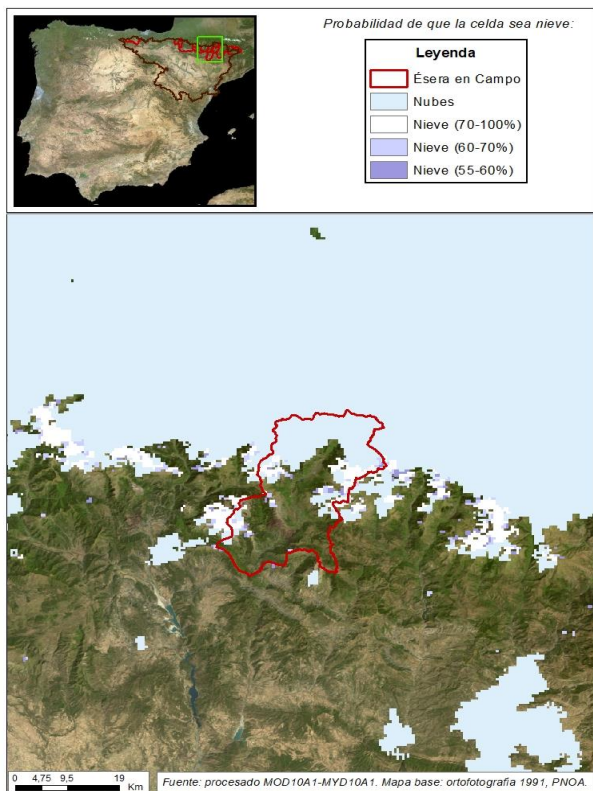 Probabilidad de que la celda sea nieve:
Leyenda
Ésera en Campo
Nubes
Nieve (70-100%)
Nieve (60-70%)
Nieve (55-60%)
0 4,75 9,5 19
Km
Fuente: procesado MOD10A1-MYD10A1. Mapa base: ortofotografía 1991, PNOA.